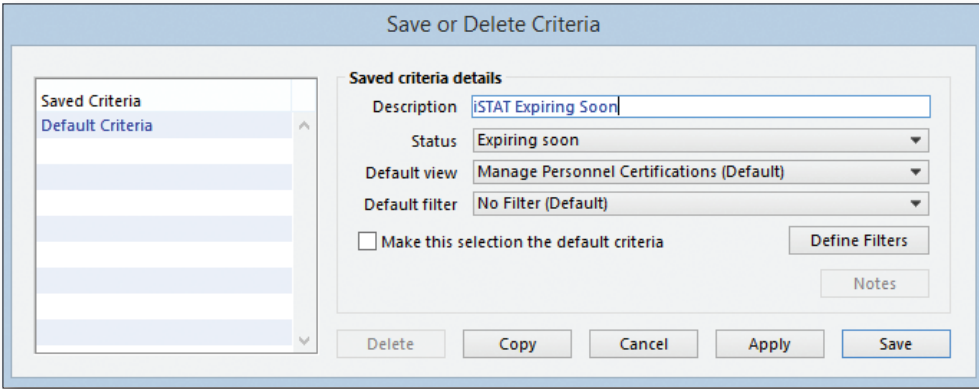 Save or Delete Criteria
Saved Criteria
Default Criteria
Saved criteria details
Description iSTAT Expiring Soon
Status Expiring soon
Default view Manage Personnel Certifications (Default)
Default filter No Filter (Default)
Make this selection the default criteria Define Filters
Notes
Delete Copy Cancel Apply Save